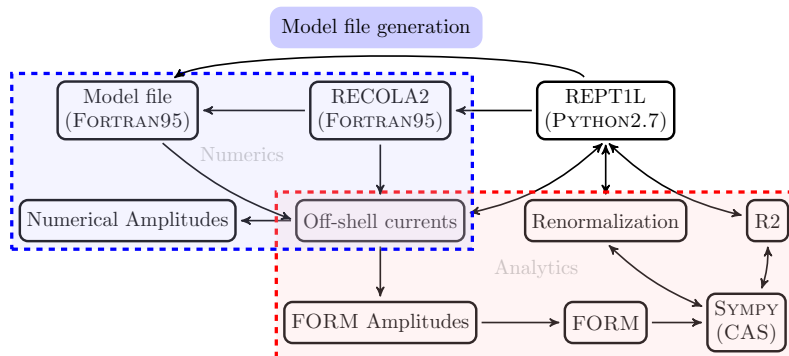 Model file generation
Model file
(FORTRAN95)
RECOLA2
(FORTRAN95)
REPT1L
(PYTHON2.7)
Numerics
Numerical Amplitudes
Off-shell currents
Renormalization
R2
Analytics
FORM Amplitudes
FORM
SYMPY
(CAS)